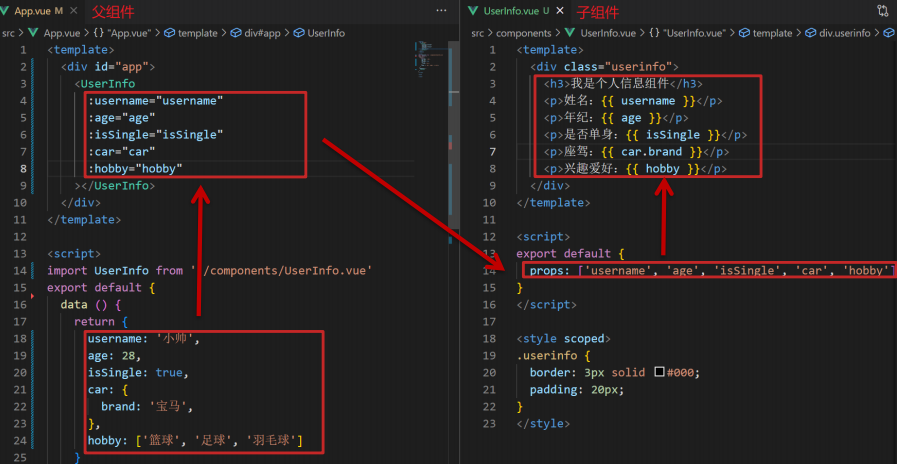 App.vue M 父组件
src > App.vue > {} "App.vue" > template > div#app > UserInfo
1 <template>
2 <div id="app">
3 <UserInfo
4 :username="username"
5 :age="age"
6 :isSingle="isSingle"
7 :car="car"
8 :hobby="hobby"
9 ></UserInfo>
10 </div>
11 </template>
12
13 <script>
14 import UserInfo from './components/UserInfo.vue'
15 export default {
16 data () {
17 return {
18 username: '小帅',
19 age: 28,
20 isSingle: true,
21 car: {
22 brand: '宝马',
23 },
24 hobby: ['篮球', '足球', '羽毛球']
25 }
UserInfo.vue U 子组件
src > components > UserInfo.vue > {} "UserInfo.vue" > template > div.userinfo >
1 <template>
2 <div class="userinfo">
3 <h3>我是个人信息组件</h3>
4 <p>姓名：{{ username }}</p>
5 <p>年纪：{{ age }}</p>
6 <p>是否单身：{{ isSingle }}</p>
7 <p>座驾：{{ car.brand }}</p>
8 <p>兴趣爱好：{{ hobby }}</p>
9 </div>
10 </template>
11
12 <script>
13 export default {
14 props: ['username', 'age', 'isSingle', 'car', 'hobby']
15 }
16 </script>
17
18 <style scoped>
19 .userinfo {
20 border: 3px solid #000;
21 padding: 20px;
22 }
23 </style>